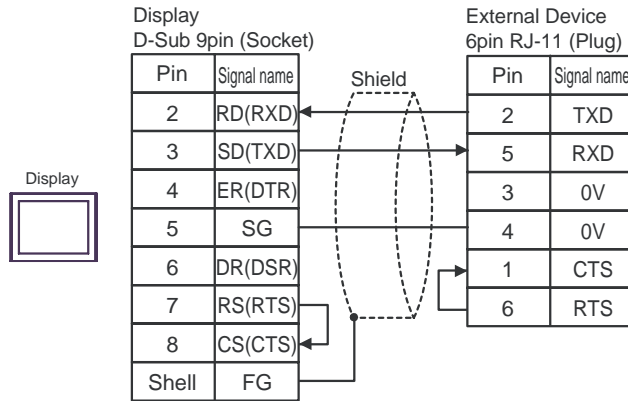 Display
D-Sub 9pin (Socket)
External Device
6pin RJ-11 (Plug)
Pin Signal name Shield Pin Signal name
2 RD(RXD) 2 TXD
3 SD(TXD) 5 RXD
Display
4 ER(DTR) 3 0V
5 SG 4 0V
6 DR(DSR) 1 CTS
7 RS(RTS) 6 RTS
8 CS(CTS)
Shell FG